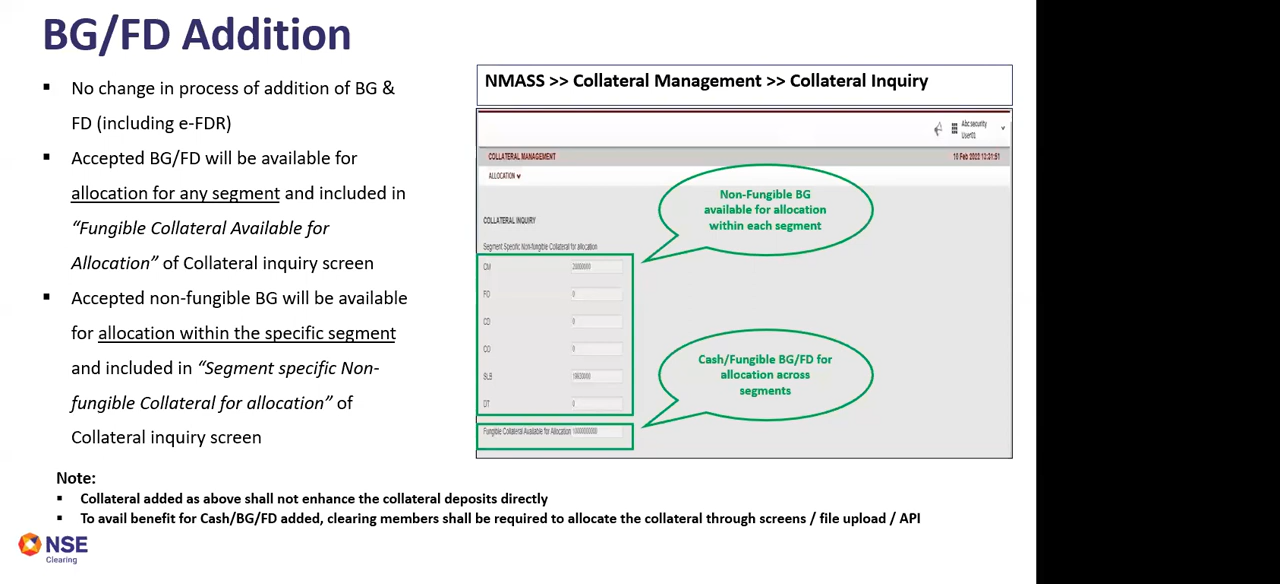 BG/FD Addition
▪ No change in process of addition of BG &
FD (including e-FDR)
▪ Accepted BG/FD will be available for
allocation for any segment and included in
“Fungible Collateral Available for
Allocation” of Collateral inquiry screen
▪ Accepted non-fungible BG will be available
for allocation within the specific segment
and included in “Segment specific Non-
fungible Collateral for allocation” of
Collateral inquiry screen
NMASS >> Collateral Management >> Collateral Inquiry
Abc security
User01
COLLATERAL MANAGEMENT
ALLOCATION
Non-Fungible BG
available for allocation
within each segment
COLLATERAL INQUIRY
Segment Specific Non-fungible Collateral for allocation
CM
FO 0
CD 0
CO 0
SLB
DT 0
Cash/Fungible BG/FD for
allocation across
segments
Fungible Collateral Available for Allocation
Note:
▪ Collateral added as above shall not enhance the collateral deposits directly
▪ To avail benefit for Cash/BG/FD added, clearing members shall be required to allocate the collateral through screens / file upload / API
NSE
Clearing